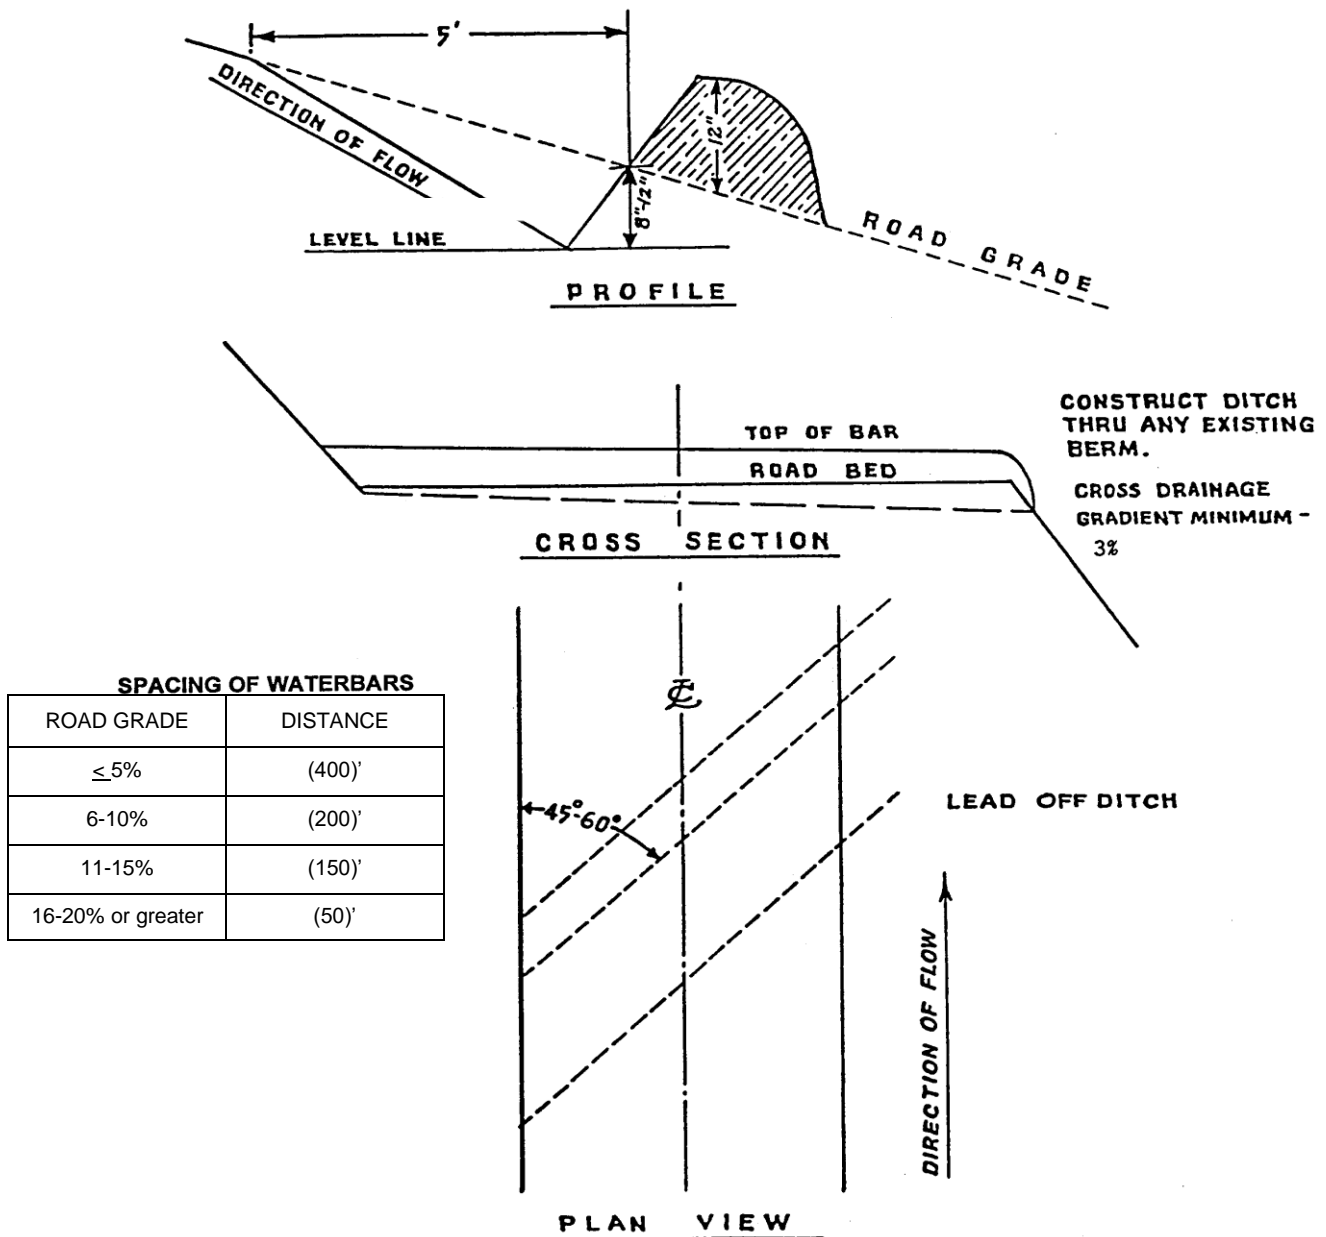 5'
DIRECTION OF FLOW
12"
8"-12"
LEVEL LINE
ROAD GRADE
PROFILE
TOP OF BAR
ROAD BED
CONSTRUCT DITCH
THRU ANY EXISTING
BERM.
CROSS DRAINAGE
GRADIENT MINIMUM -
3%
CROSS SECTION
SPACING OF WATERBARS
ROAD GRADE DISTANCE
< 5% (400)'
6-10% (200)'
11-15% (150)'
16-20% or greater (50)'
℄
45°-60°
LEAD OFF DITCH
DIRECTION OF FLOW
PLAN VIEW